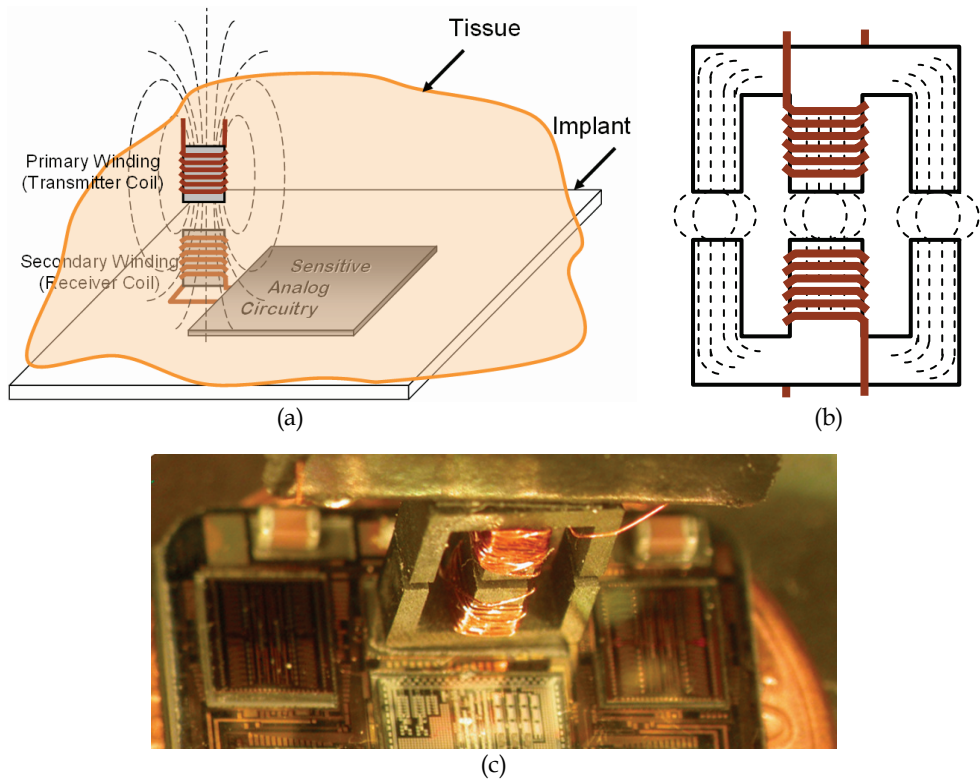 Tissue
Implant
Primary Winding
(Transmitter Coil)
Secondary Winding
(Receiver Coil)
Sensitive
Analog
Circuitry
(a)
(b)
(c)